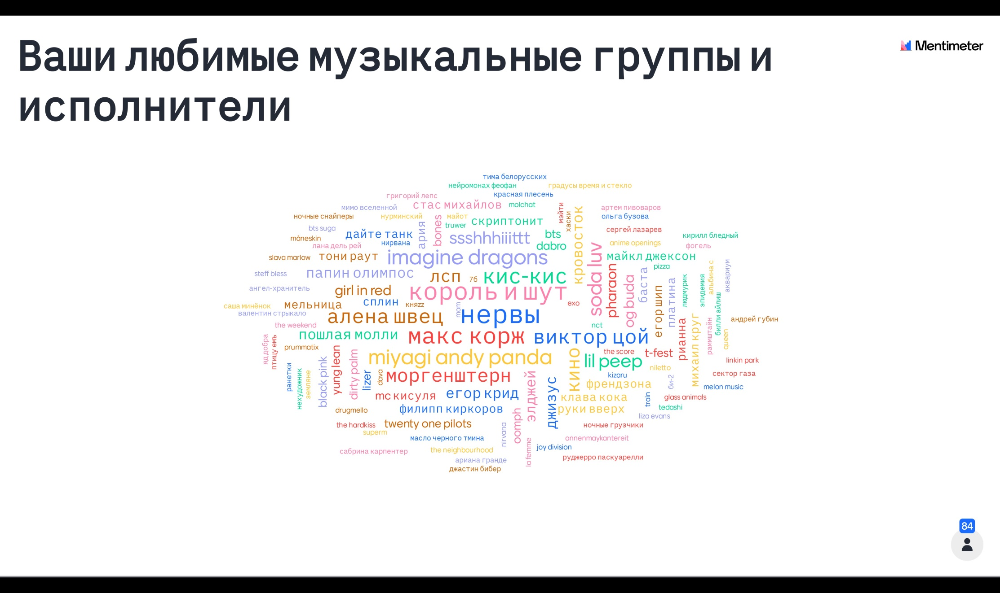 Ваши любимые музыкальные группы и
исполнители
Mentimeter
тима белорусских
нейромонах феофан
градусы время и стекло
григорий лепс
красная плесень
мимо вселенной
стас михайлов
molchat
мэйти
хаски
кровосток
артем пивоваров
ночные снайперы
нурминский
майот
ольга бузова
bts suga
ария
bones
truwer
скриптонит
сергей лазарев
måneskin
дайте танк
ssshhhiiittt
bts
кирилл бледный
лана дель рей
нирвана
dabro
anime openings
фогель
slava marlow
тони раут
imagine dragons
soda luv
майкл джексон
steff bless
папин олимпос
лсп
7б
кис-кис
pharaon
og buda
баста
pizza
людмурик
эпидемия
альбина с
аквариум
ангел-хранитель
girl in red
король и шут
егор шип
платина
саша минёнок
мельница
сплин
княzz
exo
билли айлиш
валентин стрыкало
алена швец
mom
нервы
андрей губин
the weekend
nct
рианна
михаил круг
раммштайн
queen
пошлая молли
макс корж
виктор цой
яд добра
птицу емъ
prummatix
miyagi andy panda
кино
the score
t-fest
lil peep
linkin park
ранетки
нехудожник
земляне
black pink
yung lean
dirty palm
lizer
dava
моргенштерн
элджей
джизус
kizaru
niletto
би-2
сектор газа
френдзона
melon music
mc кисуля
егор крид
клава кока
train
glass animals
drugmello
филипп киркоров
руки вверх
tedashi
liza evans
the hardkiss
twenty one pilots
oomph
ночные грузчики
superm
масло черного тмина
nirvana
annenmaykantereit
сабрина карпентер
the neighbourhood
la femme
joy division
ариана гранде
руджерро паскуарелли
джастин бибер
84